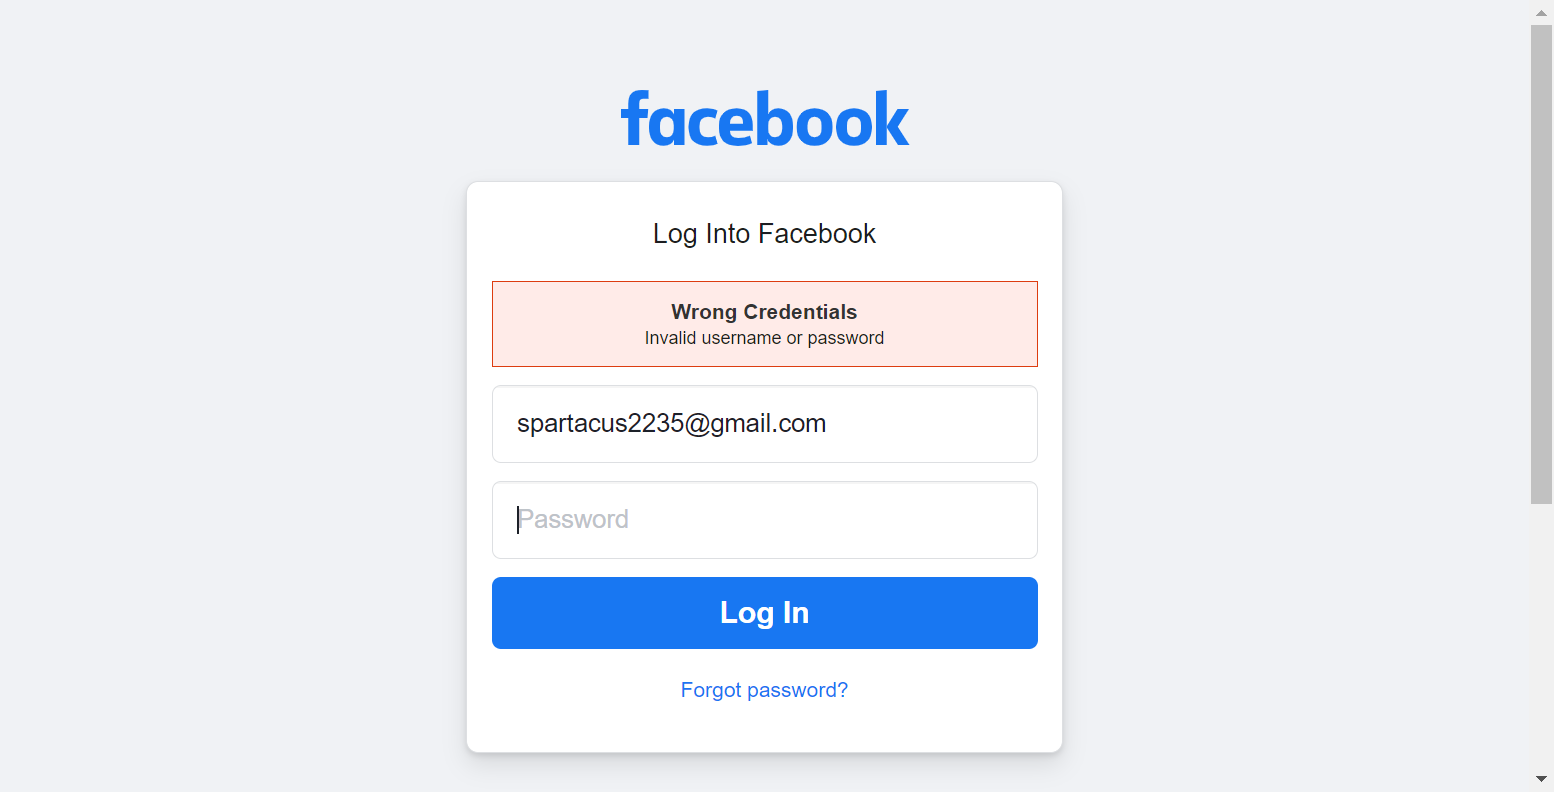 facebook
Log Into Facebook
Wrong Credentials
Invalid username or password
spartacus2235@gmail.com
Password
Log In
Forgot password?